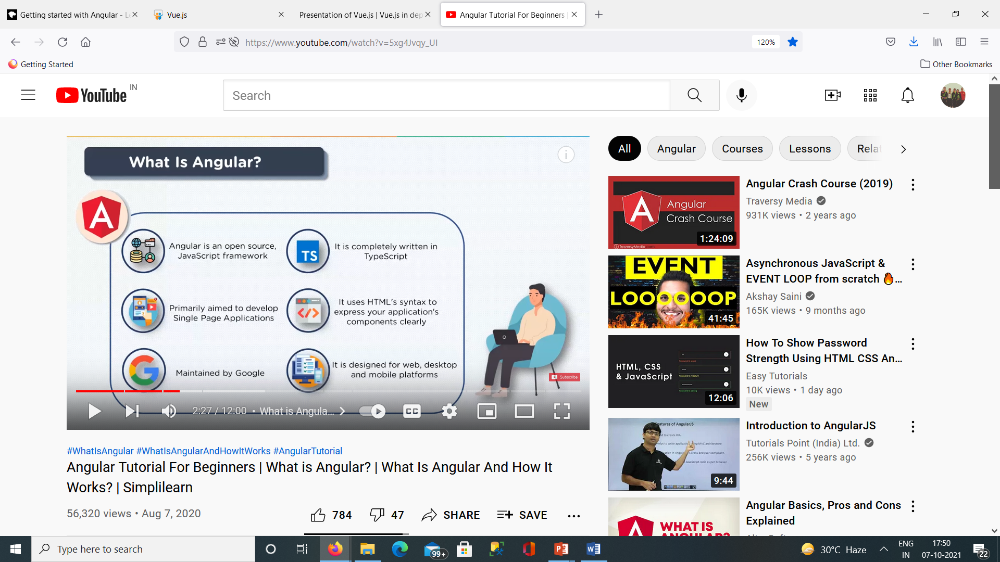 Getting started with Angular - L
Vue.js
Presentation of Vue.js | Vue.js in dep
Angular Tutorial For Beginners |
https://www.youtube.com/watch?v=5xg4Jvqy_UI
120%
Getting Started
Other Bookmarks
YouTube IN
Search
What Is Angular?
Angular is an open source,
JavaScript framework
TS
It is completely written in
TypeScript
Primarily aimed to develop
Single Page Applications
It uses HTML's syntax to
express your application's
components clearly
Maintained by Google
It is designed for web, desktop
and mobile platforms
Subscribe
2:27 / 12:00 • What is Angula...
CC
#WhatIsAngular #WhatIsAngularAndHowItWorks #AngularTutorial
Angular Tutorial For Beginners | What is Angular? | What Is Angular And How It
Works? | Simplilearn
56,320 views • Aug 7, 2020
784
47
SHARE
SAVE
All
Angular
Courses
Lessons
Relat
Angular
Crash Course
TraversyMedia
1:24:09
Angular Crash Course (2019)
Traversy Media
931K views • 2 years ago
EVENT
LOOOOOOP
41:45
Asynchronous JavaScript &
EVENT LOOP from scratch 🔥...
Akshay Saini
165K views • 9 months ago
HTML, CSS
& JavaScript
12:06
How To Show Password
Strength Using HTML CSS An...
Easy Tutorials
10K views • 1 day ago
New
Features of AngularJS
9:44
Introduction to AngularJS
Tutorials Point (India) Ltd.
256K views • 5 years ago
WHAT IS
ANGULAR?
Angular Basics, Pros and Cons
Explained
Type here to search
99+
30°C Haze
ENG
IN
17:50
07-10-2021
22